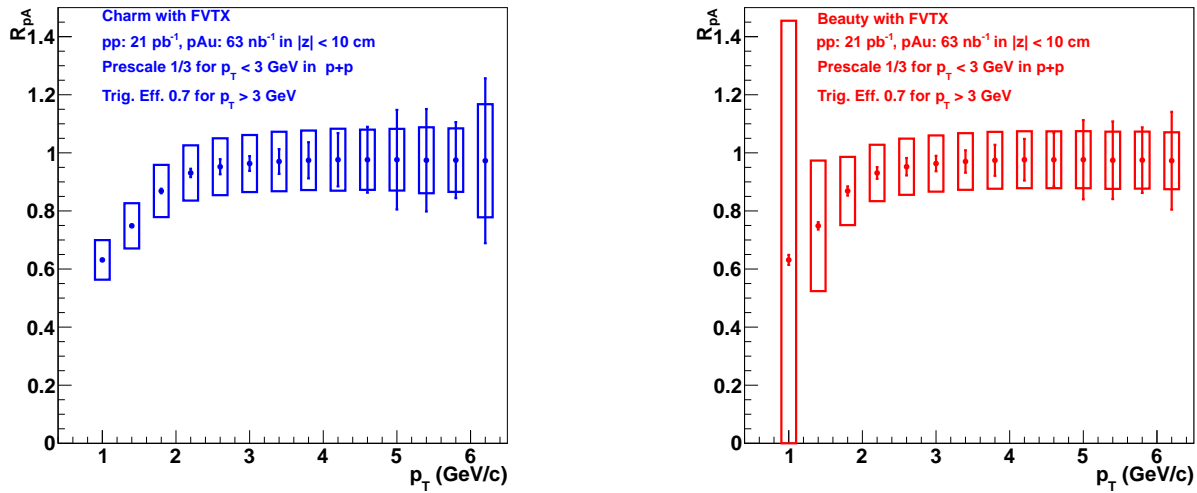 R_pA
1.4
1.2
1
0.8
0.6
0.4
0.2
0
Charm with FVTX
pp: 21 pb⁻¹, pAu: 63 nb⁻¹ in |z| < 10 cm
Prescale 1/3 for p_T < 3 GeV in p+p
Trig. Eff. 0.7 for p_T > 3 GeV
1 2 3 4 5 6
p_T (GeV/c)
R_pA
1.4
1.2
1
0.8
0.6
0.4
0.2
0
Beauty with FVTX
pp: 21 pb⁻¹, pAu: 63 nb⁻¹ in |z| < 10 cm
Prescale 1/3 for p_T < 3 GeV in p+p
Trig. Eff. 0.7 for p_T > 3 GeV
1 2 3 4 5 6
p_T (GeV/c)